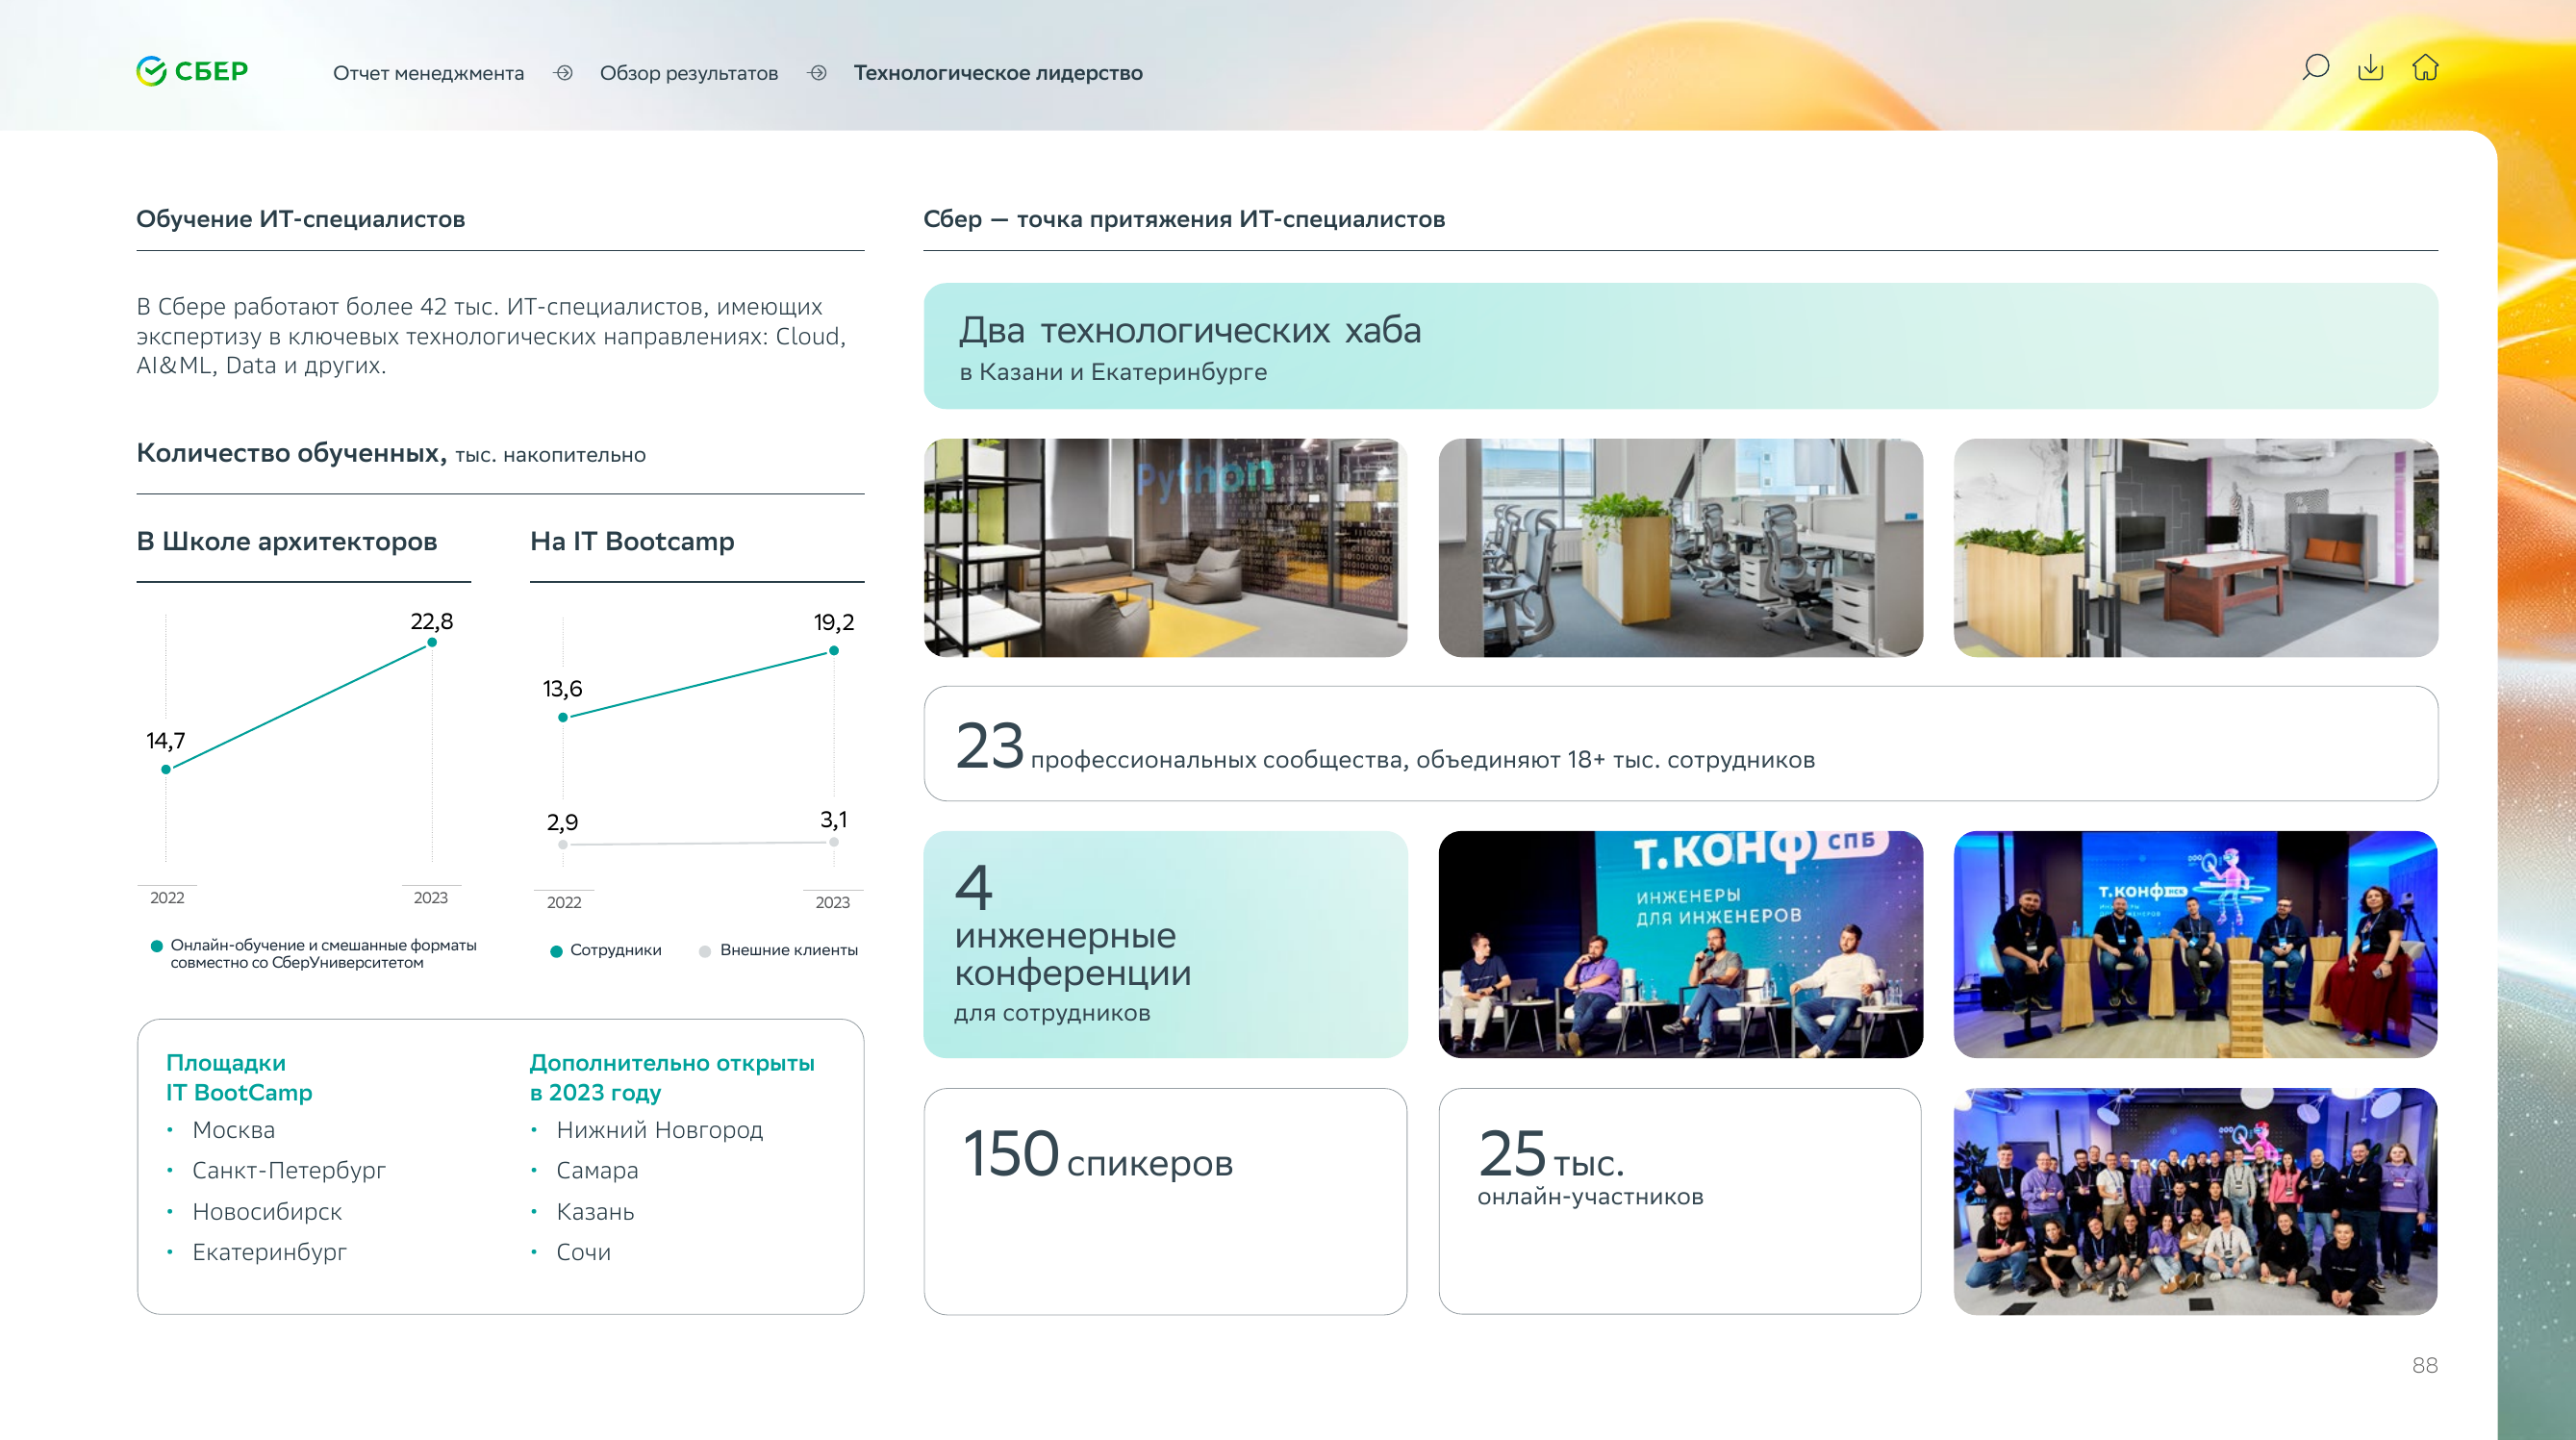 СБЕР
Отчет менеджмента
Обзор результатов
Технологическое лидерство
Обучение ИТ-специалистов
В Сбере работают более 42 тыс. ИТ-специалистов, имеющих
экспертизу в ключевых технологических направлениях: Cloud,
AI&ML, Data и других.
Количество обученных, тыс. накопительно
В Школе архитекторов
22,8
14,7
2022
2023
Онлайн-обучение и смешанные форматы
совместно со СберУниверситетом
На IT Bootcamp
19,2
13,6
2,9
3,1
2022
2023
Сотрудники
Внешние клиенты
Площадки
IT BootCamp
• Москва
• Санкт-Петербург
• Новосибирск
• Екатеринбург
Дополнительно открыты
в 2023 году
• Нижний Новгород
• Самара
• Казань
• Сочи
Сбер — точка притяжения ИТ-специалистов
Два технологических хаба
в Казани и Екатеринбурге
Python
23 профессиональных сообщества, объединяют 18+ тыс. сотрудников
4
инженерные
конференции
для сотрудников
т.конф СПБ
ИНЖЕНЕРЫ
ДЛЯ ИНЖЕНЕРОВ
т.конф НСК
ИНЖЕНЕРЫ
ДЛЯ ИНЖЕНЕРОВ
150 спикеров
25 тыс.
онлайн-участников
88